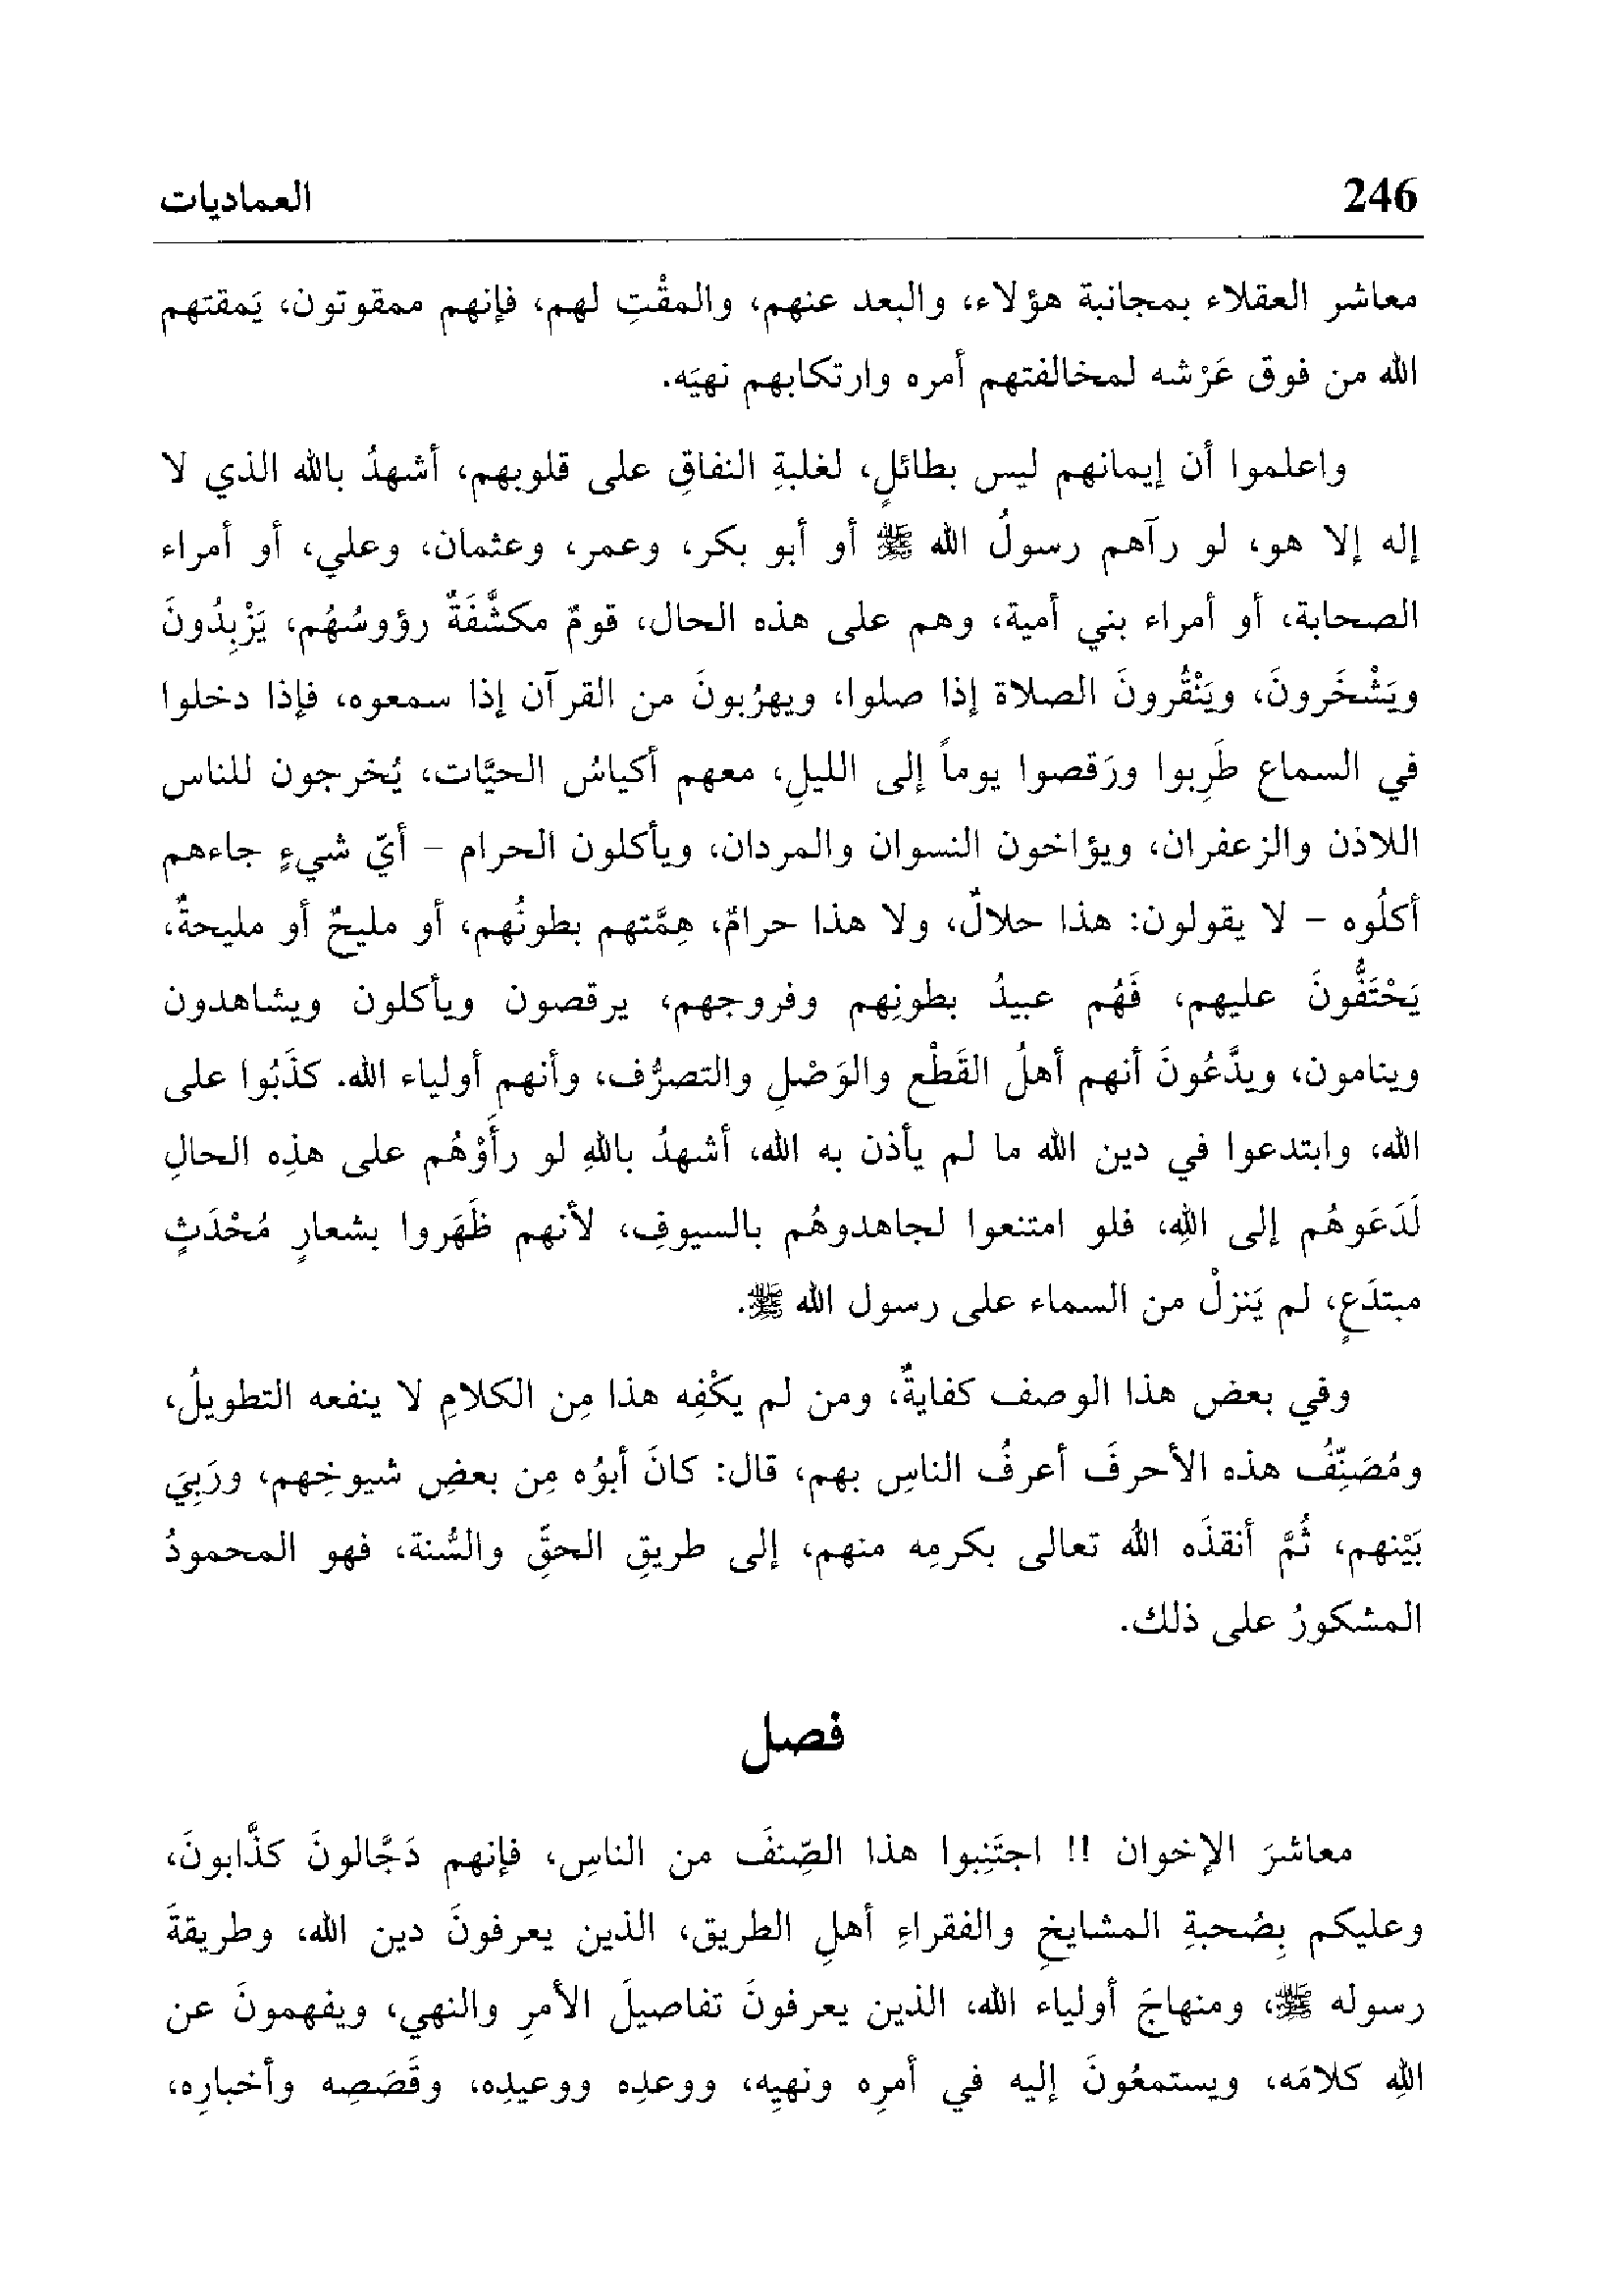 246
العماديات
معاشر العقلاء بمجانبة هؤلاء، والبعد عنهم، والمقْتِ لهم، فإنهم ممقوتون، يَمقتهم
الله من فوق عَرْشه لمخالفتهم أمره وارتكابهم نهيَه.
واعلموا أن إيمانهم ليس بطائلٍ، لغلبةِ النفاقِ على قلوبهم، أشهدُ بالله الذي لا
إله إلا هو، لو رآهم رسولُ الله ﷺ أو أبو بكر، وعمر، وعثمان، وعلي، أو أمراء
الصحابة، أو أمراء بني أمية، وهم على هذه الحال، قومٌ مكشَّفَةٌ رؤوسُهُم، يَزْبِدُونَ
ويَشْخَرونَ، ويَنْقُرونَ الصلاة إذا صلوا، ويهرُبونَ من القرآن إذا سمعوه، فإذا دخلوا
في السماع طَرِبوا ورَقصوا يوماً إلى الليلِ، معهم أكياسُ الحيَّات، يُخرجون للناس
اللاذن والزعفران، ويؤاخون النسوان والمردان، ويأكلون الحرام – أيّ شيءٍ جاءهم
أكلُوه – لا يقولون: هذا حلالٌ، ولا هذا حرامٌ، هِمَّتهم بطونُهم، أو مليحٌ أو مليحةٌ،
يَحْتَفُّونَ عليهم، فَهُم عبيدُ بطونِهم وفروجهم، يرقصون ويأكلون ويشاهدون
وينامون، ويدَّعُونَ أنهم أهلُ القَطْع والوَصْلِ والتصرُّف، وأنهم أولياء الله. كذَبُوا على
الله، وابتدعوا في دين الله ما لم يأذن به الله، أشهدُ باللهِ لو رأَوْهُم على هذِه الحالِ
لَدَعَوهُم إلى اللهِ، فلو امتنعوا لجاهدوهُم بالسيوفِ، لأنهم ظَهَروا بشعارٍ مُحْدَثٍ
مبتدَعٍ، لم يَنزلْ من السماء على رسول الله ﷺ.
وفي بعض هذا الوصف كفايةٌ، ومن لم يكْفِه هذا مِن الكلامِ لا ينفعه التطويلُ،
ومُصَنِّفُ هذه الأحرفَ أعرفُ الناسِ بهم، قال: كانَ أبوُه مِن بعضِ شيوخِهم، ورَبِيَ
بَيْنهم، ثُمَّ أنقذَه اللهُ تعالى بكرمِه منهم، إلى طريقِ الحقِّ والسُّنة، فهو المحمودُ
المشكورُ على ذلك.
فصل
معاشرَ الإخوان !! اجتَنِبوا هذا الصِّنفَ من الناسِ، فإنهم دَجَّالونَ كذَّابونَ،
وعليكم بِصُحبةِ المشايخِ والفقراءِ أهلِ الطريق، الذين يعرفونَ دين الله، وطريقةَ
رسوله ﷺ، ومنهاجَ أولياء الله، الذين يعرفونَ تفاصيلَ الأمرِ والنهي، ويفهمونَ عن
اللهِ كلامَه، ويستمعُونَ إليه في أمرِه ونهيِه، ووعدِه ووعيدِه، وقَصَصِه وأخبارِه،